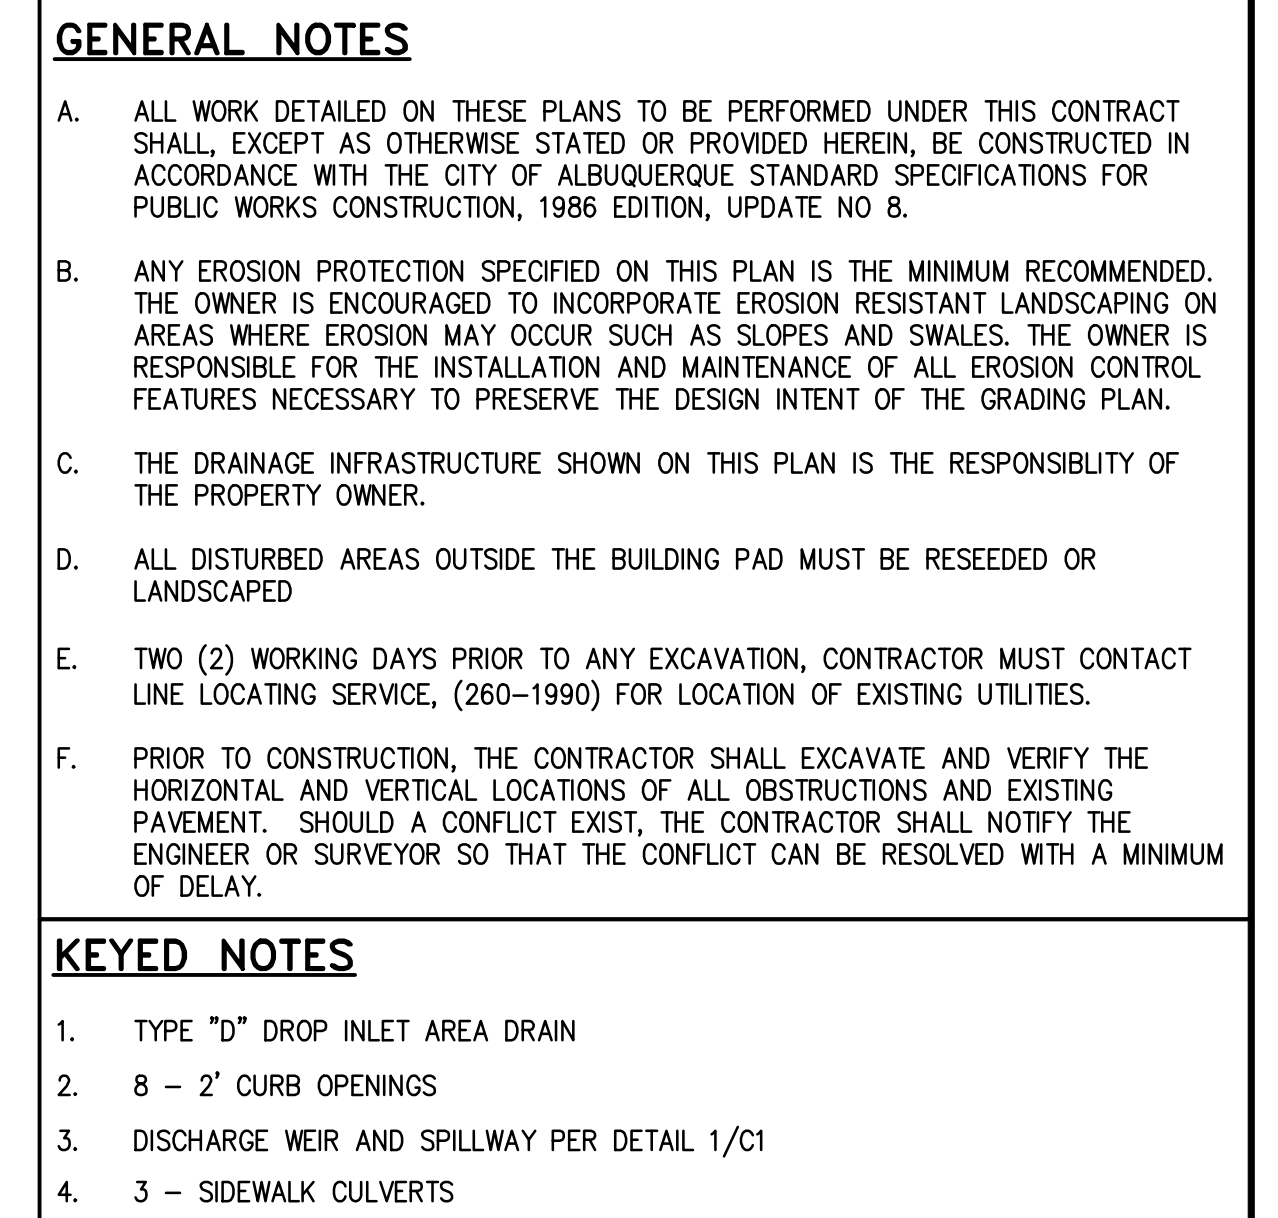 GENERAL NOTES
A. ALL WORK DETAILED ON THESE PLANS TO BE PERFORMED UNDER THIS CONTRACT
SHALL, EXCEPT AS OTHERWISE STATED OR PROVIDED HEREIN, BE CONSTRUCTED IN
ACCORDANCE WITH THE CITY OF ALBUQUERQUE STANDARD SPECIFICATIONS FOR
PUBLIC WORKS CONSTRUCTION, 1986 EDITION, UPDATE NO 8.
B. ANY EROSION PROTECTION SPECIFIED ON THIS PLAN IS THE MINIMUM RECOMMENDED.
THE OWNER IS ENCOURAGED TO INCORPORATE EROSION RESISTANT LANDSCAPING ON
AREAS WHERE EROSION MAY OCCUR SUCH AS SLOPES AND SWALES. THE OWNER IS
RESPONSIBLE FOR THE INSTALLATION AND MAINTENANCE OF ALL EROSION CONTROL
FEATURES NECESSARY TO PRESERVE THE DESIGN INTENT OF THE GRADING PLAN.
C. THE DRAINAGE INFRASTRUCTURE SHOWN ON THIS PLAN IS THE RESPONSIBLITY OF
THE PROPERTY OWNER.
D. ALL DISTURBED AREAS OUTSIDE THE BUILDING PAD MUST BE RESEEDED OR
LANDSCAPED
E. TWO (2) WORKING DAYS PRIOR TO ANY EXCAVATION, CONTRACTOR MUST CONTACT
LINE LOCATING SERVICE, (260-1990) FOR LOCATION OF EXISTING UTILITIES.
F. PRIOR TO CONSTRUCTION, THE CONTRACTOR SHALL EXCAVATE AND VERIFY THE
HORIZONTAL AND VERTICAL LOCATIONS OF ALL OBSTRUCTIONS AND EXISTING
PAVEMENT. SHOULD A CONFLICT EXIST, THE CONTRACTOR SHALL NOTIFY THE
ENGINEER OR SURVEYOR SO THAT THE CONFLICT CAN BE RESOLVED WITH A MINIMUM
OF DELAY.
KEYED NOTES
1. TYPE "D" DROP INLET AREA DRAIN
2. 8 - 2' CURB OPENINGS
3. DISCHARGE WEIR AND SPILLWAY PER DETAIL 1/C1
4. 3 - SIDEWALK CULVERTS